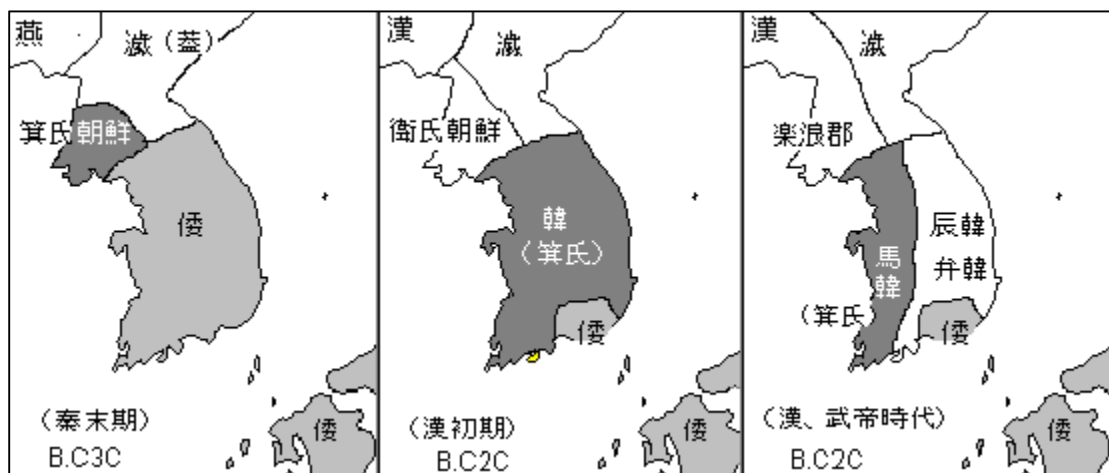 燕
濊(蓋)
箕氏朝鮮
倭
倭
(秦末期)
B.C3C
漢
濊
衛氏朝鮮
韓
(箕氏)
倭
倭
(漢初期)
B.C2C
漢
濊
楽浪郡
辰韓
弁韓
馬韓
(箕氏
倭
倭
(漢、武帝時代)
B.C2C